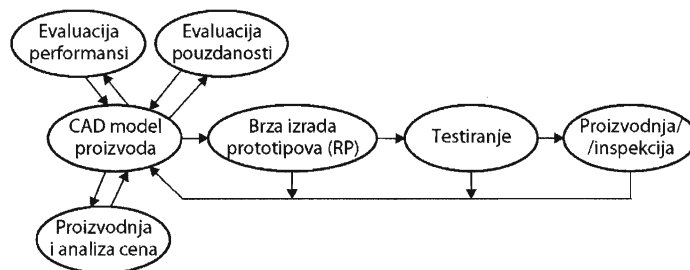 Evaluacija
performansi
Evaluacija
pouzdanosti
CAD model
proizvoda
Brza izrada
prototipova (RP)
Testiranje
Proizvodnja/
/inspekcija
Proizvodnja
i analiza cena